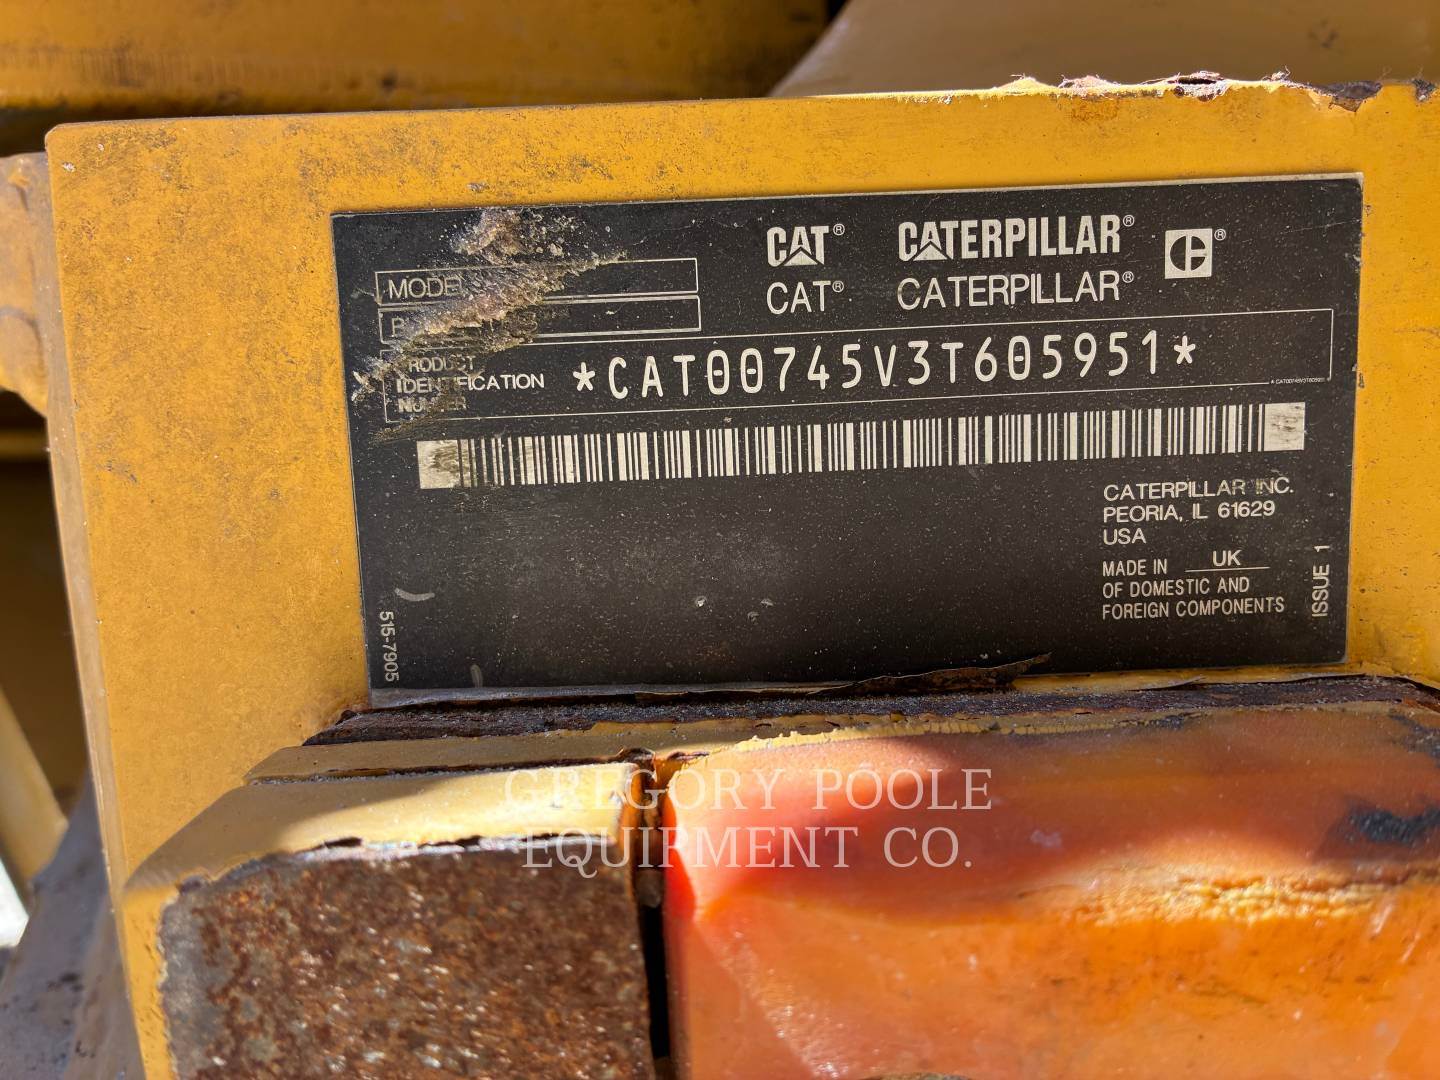 CAT® CATERPILLAR®
CAT® CATERPILLAR®
C E ®
MODEL
PRODUCT
IDENTIFICATION
NUMBER
*CAT00745V3T605951*
CATERPILLAR INC.
PEORIA, IL 61629
USA
MADE IN UK
OF DOMESTIC AND
FOREIGN COMPONENTS
ISSUE 1
515-7905
GREGORY POOLE
EQUIPMENT CO.